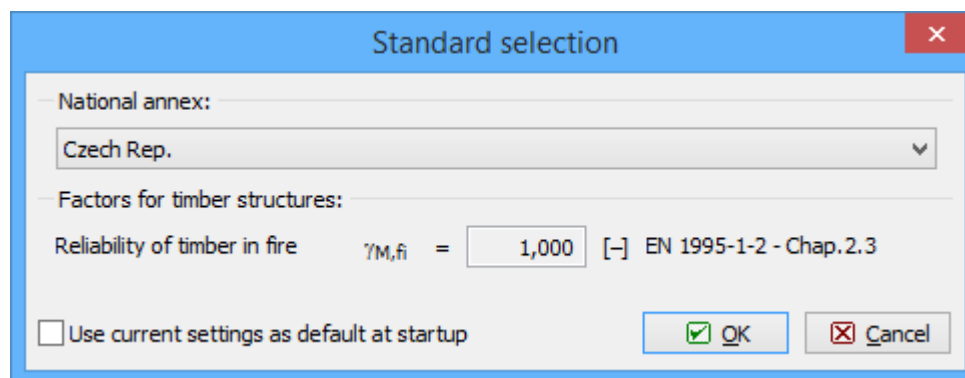 Standard selection
National annex:
Czech Rep.
Factors for timber structures:
Reliability of timber in fire γM,fi = 1,000 [–] EN 1995-1-2 - Chap.2.3
Use current settings as default at startup
OK
Cancel